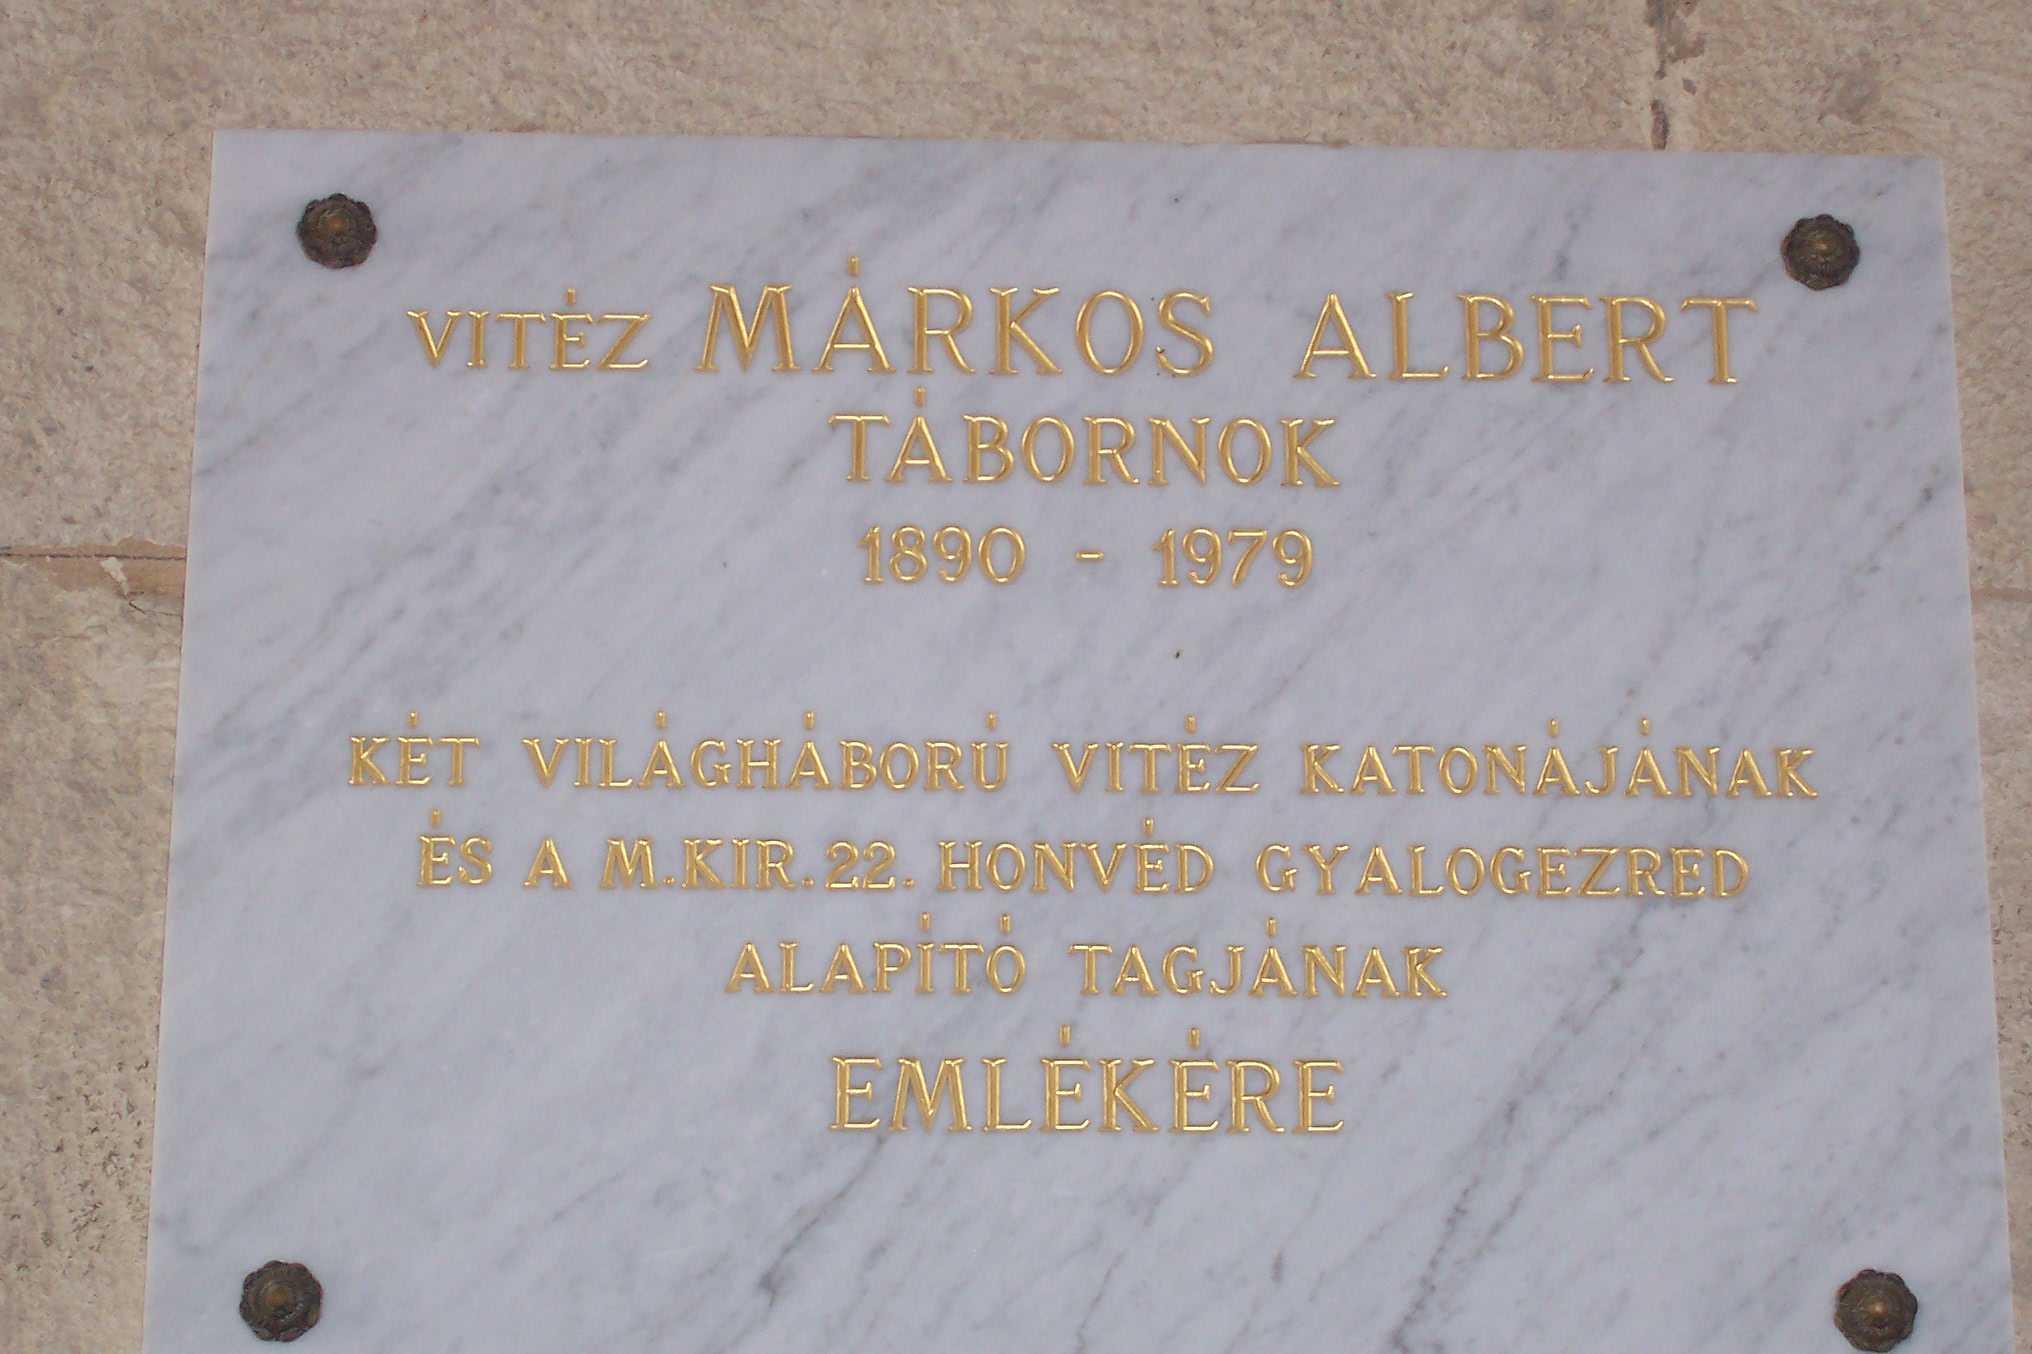 VITÉZ MÁRKOS ALBERT
TÁBORNOK
1890 - 1979
KÉT VILÁGHÁBORÚ VITÉZ KATONÁJÁNAK
ÉS A M.KIR.22. HONVÉD GYALOGEZRED
ALAPÍTÓ TAGJÁNAK
EMLÉKÉRE